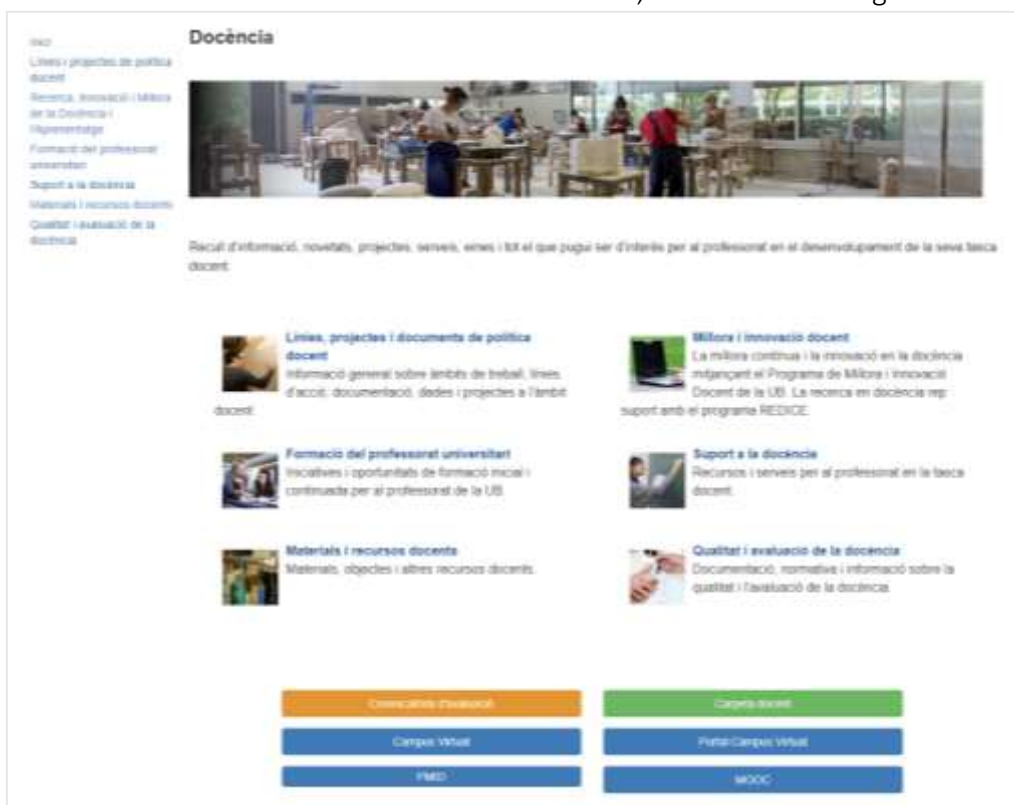 Docència
Inici
Línies i projectes de política
docent
Recerca, Innovació i Millora
de la Docència i
l'Aprenentatge
Formació del professorat
universitari
Suport a la docència
Materials i recursos docents
Qualitat i avaluació de la
docència
Recull d'informació, novetats, projectes, serveis, eines i tot el que pugui ser d'interès per al professorat en el desenvolupament de la seva tasca
docent.
Línies, projectes i documents de política
docent
Informació general sobre àmbits de treball, línies
d'acció, documentació, dades i projectes a l'àmbit
docent.
Millora i innovació docent
La millora contínua i la innovació en la docència
mitjançant el Programa de Millora i Innovació
Docent de la UB. La recerca en docència rep
suport amb el programa REDICE.
Formació del professorat universitari
Iniciatives i oportunitats de formació inicial i
continuada per al professorat de la UB.
Suport a la docència
Recursos i serveis per al professorat en la tasca
docent.
Materials i recursos docents
Materials, objectes i altres recursos docents.
Qualitat i avaluació de la docència
Documentació, normativa i informació sobre la
qualitat i l'avaluació de la docència.
Convocatòria d'avaluació
Carpeta docent
Campus Virtual
Portal Campus Virtual
PMID
MOOC